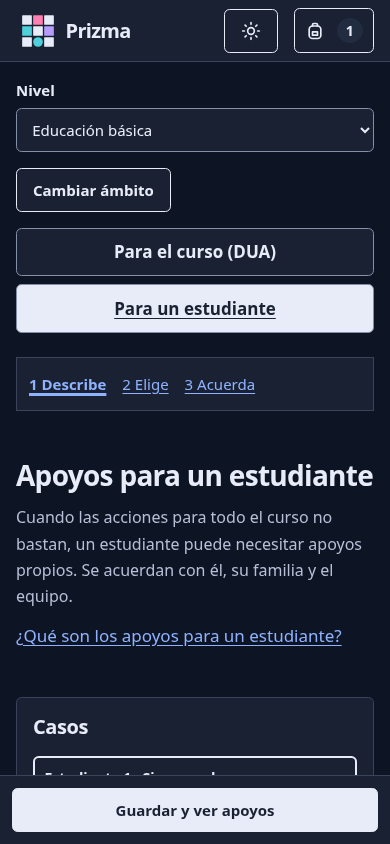 Prizma
1
Nivel
Educación básica
Cambiar ámbito
Para el curso (DUA)
Para un estudiante
1 Describe 2 Elige 3 Acuerda
Apoyos para un estudiante
Cuando las acciones para todo el curso no
bastan, un estudiante puede necesitar apoyos
propios. Se acuerdan con él, su familia y el
equipo.
¿Qué son los apoyos para un estudiante?
Casos
Guardar y ver apoyos